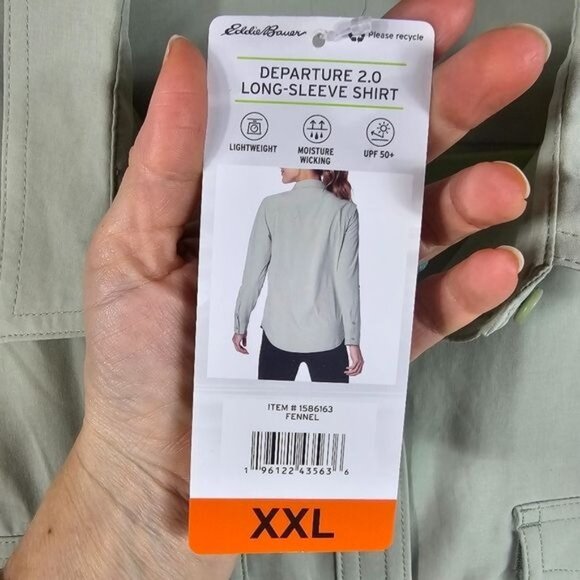 Eddie Bauer
Please recycle
DEPARTURE 2.0
LONG-SLEEVE SHIRT
LIGHTWEIGHT
MOISTURE
WICKING
UPF 50+
ITEM # 1586163
FENNEL
1 96122 43563 6
XXL